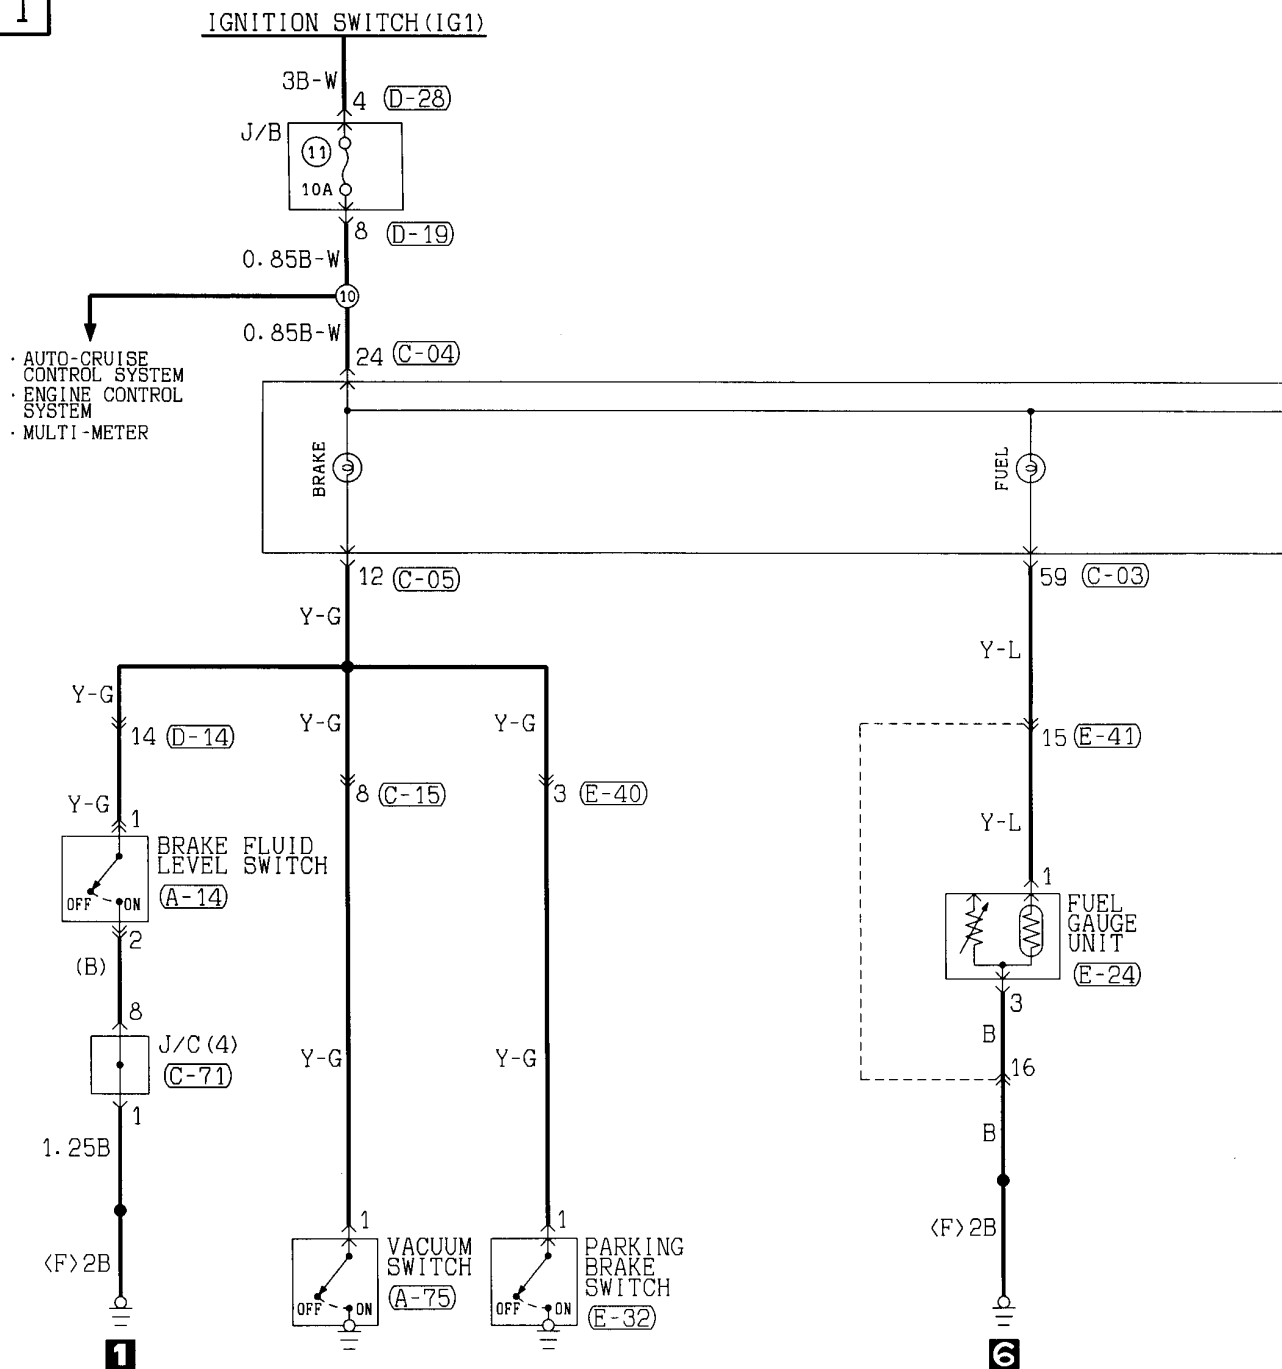 1
IGNITION SWITCH(IG1)
3B-W
4 (D-28)
J/B
11
10A
8 (D-19)
0.85B-W
10
0.85B-W
24 (C-04)
· AUTO-CRUISE
CONTROL SYSTEM
· ENGINE CONTROL
SYSTEM
· MULTI-METER
BRAKE
FUEL
12 (C-05)
59 (C-03)
Y-G
Y-L
Y-G
Y-G
Y-G
14 (D-14)
15 (E-41)
8 (C-15)
3 (E-40)
Y-G
1
Y-L
BRAKE FLUID
LEVEL SWITCH
(A-14)
OFF ON
2
(B)
1
FUEL
GAUGE
UNIT
(E-24)
3
8
B
J/C(4)
(C-71)
Y-G
Y-G
16
1
1.25B
B
1
1
<F>2B
VACUUM
SWITCH
(A-75)
PARKING
BRAKE
SWITCH
(E-32)
<F>2B
OFF ON
OFF ON
1
6